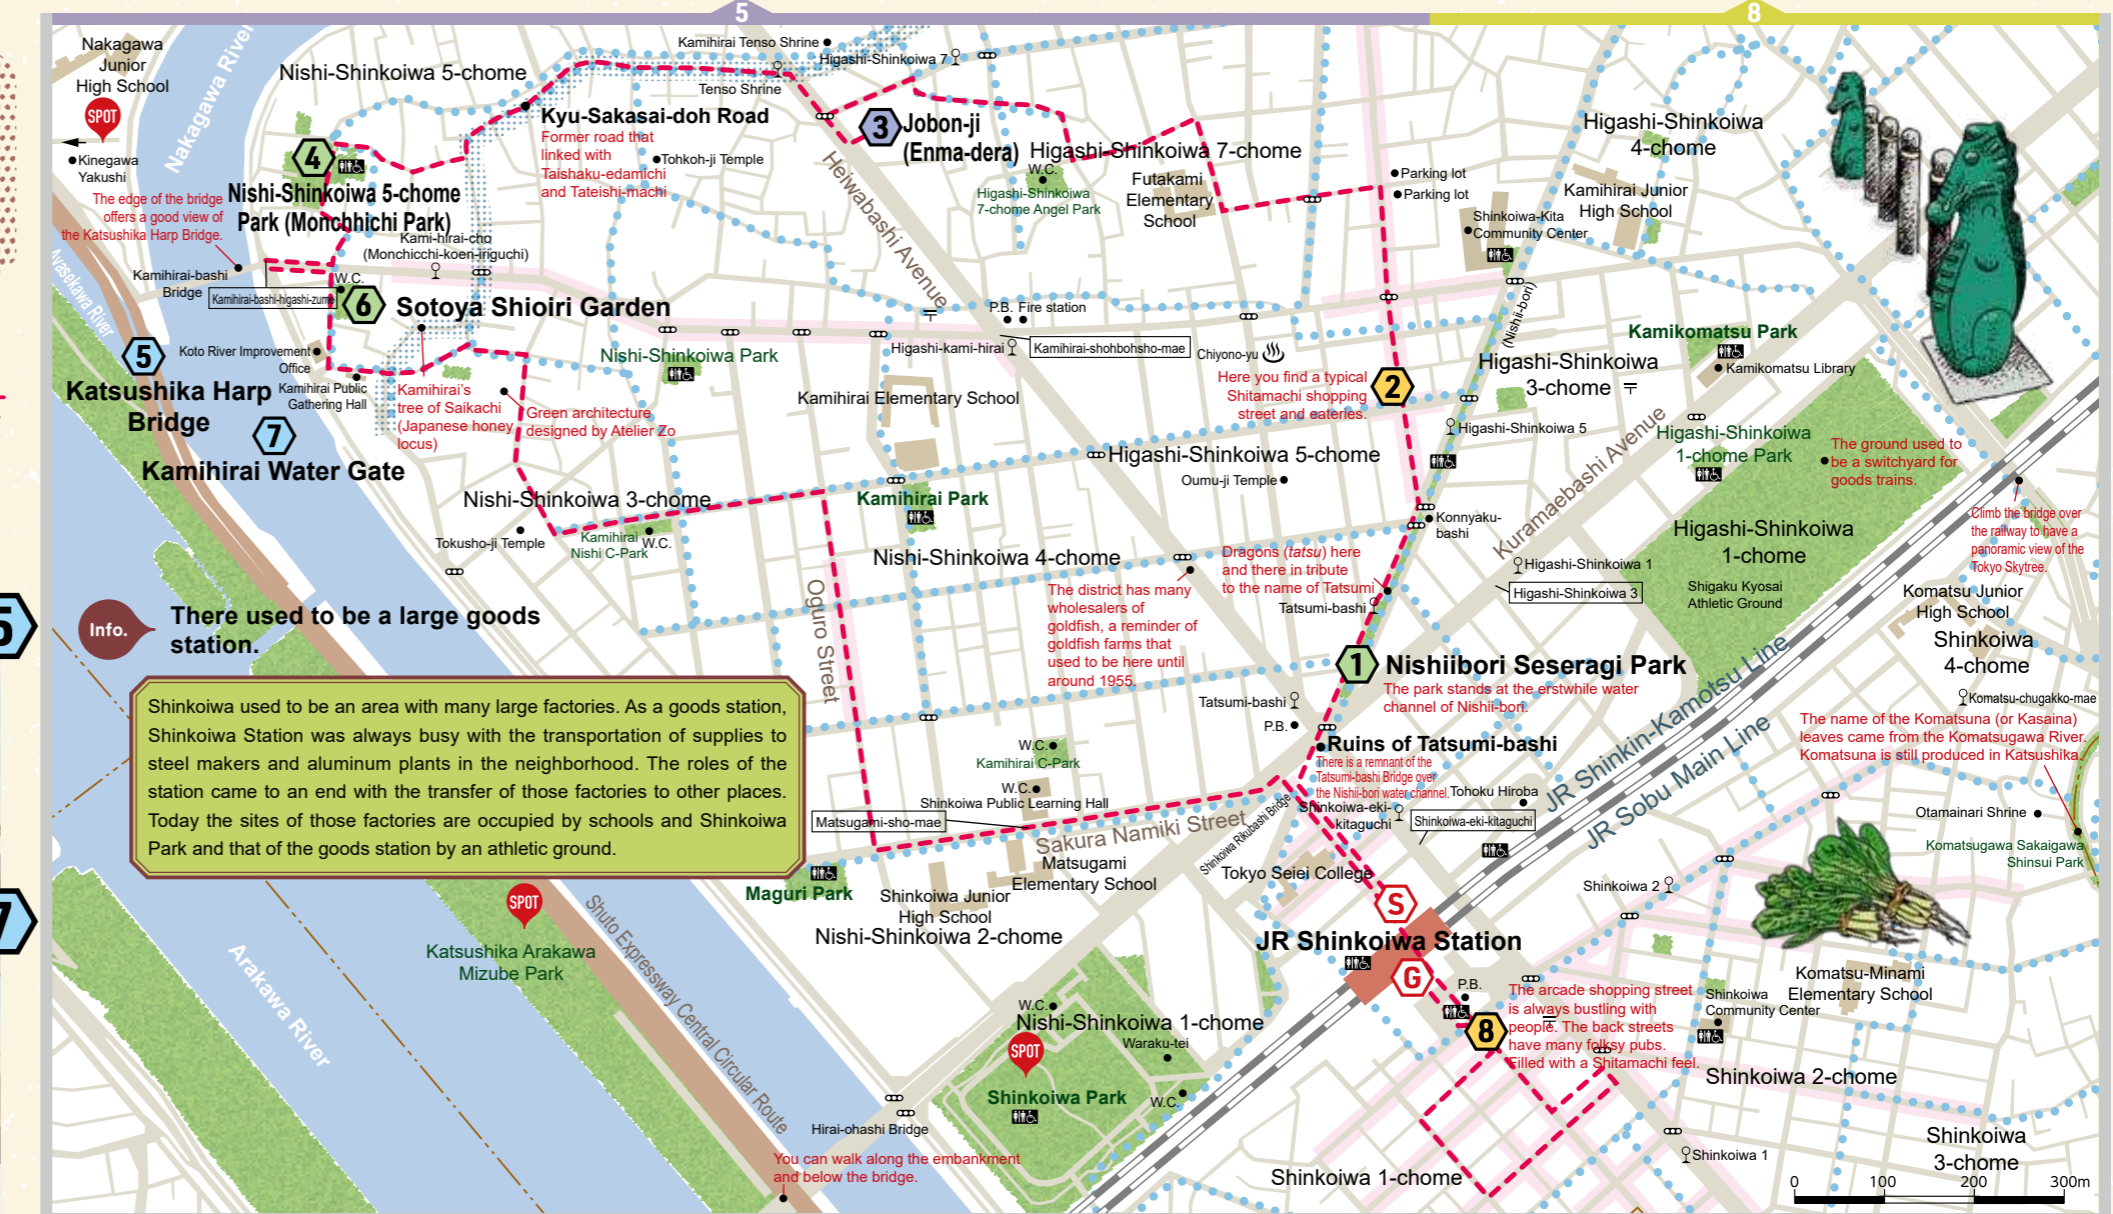 5
8
Nakagawa
Junior
High School
SPOT
Kinegawa
Yakushi
Nakagawa River
Nishi-Shinkoiwa 5-chome
Kamihirai Tenso Shrine
Higashi-Shinkoiwa 7
Tenso Shrine
Kyu-Sakasai-doh Road
Former road that
linked with
Taishaku-edamichi
and Tateishi-machi
Tohkoh-ji Temple
3
Jobon-ji
(Enma-dera)
Higashi-Shinkoiwa 7-chome
W.C.
Higashi-Shinkoiwa
7-chome Angel Park
Futakami
Elementary
School
Parking lot
Parking lot
Higashi-Shinkoiwa
4-chome
Kamihirai Junior
High School
Shinkoiwa-Kita
Community Center
4
Nishi-Shinkoiwa 5-chome
Park (Monchhichi Park)
The edge of the bridge
offers a good view of
the Katsushika Harp Bridge.
Kami-hirai-cho
(Monchicchi-koen-iriguchi)
Kamihirai-bashi
Bridge
Kamihirai-bashi-higashi-zume
W.C.
6
Sotoya Shioiri Garden
Ayasekawa River
Heiwabashi Avenue
P.B.
Fire station
Higashi-kami-hirai
Kamihirai-shohbohsho-mae
Chiyono-yu
(Nishii-bori)
Higashi-Shinkoiwa
3-chome
Kamikomatsu Park
Kamikomatsu Library
5
Katsushika Harp
Bridge
Koto River Improvement
Office
Kamihirai Public
Gathering Hall
Kamihirai's
tree of Saikachi
(Japanese honey
locus)
Green architecture
designed by Atelier Zo
Nishi-Shinkoiwa Park
Kamihirai Elementary School
Here you find a typical
Shitamachi shopping
street and eateries.
2
Higashi-Shinkoiwa 5
Higashi-Shinkoiwa
1-chome Park
The ground used to
be a switchyard for
goods trains.
7
Kamihirai Water Gate
Higashi-Shinkoiwa 5-chome
Oumu-ji Temple
Kuramaebashi Avenue
Nishi-Shinkoiwa 3-chome
Tokusho-ji Temple
Kamihirai
Nishi C-Park
W.C.
Kamihirai Park
Nishi-Shinkoiwa 4-chome
Konnyaku-
bashi
Higashi-Shinkoiwa
1-chome
Climb the bridge over
the railway to have a
panoramic view of the
Tokyo Skytree.
Dragons (tatsu) here
and there in tribute
to the name of Tatsumi
Tatsumi-bashi
Higashi-Shinkoiwa 1
Higashi-Shinkoiwa 3
Shigaku Kyosai
Athletic Ground
Komatsu Junior
High School
Shinkoiwa
4-chome
Oguro Street
The district has many
wholesalers of
goldfish, a reminder of
goldfish farms that
used to be here until
around 1955.
5
Info.
There used to be a large goods
station.
Shinkoiwa used to be an area with many large factories. As a goods station,
Shinkoiwa Station was always busy with the transportation of supplies to
steel makers and aluminum plants in the neighborhood. The roles of the
station came to an end with the transfer of those factories to other places.
Today the sites of those factories are occupied by schools and Shinkoiwa
Park and that of the goods station by an athletic ground.
1
Nishiibori Seseragi Park
The park stands at the erstwhile water
channel of Nishii-bori.
Tatsumi-bashi
P.B.
Ruins of Tatsumi-bashi
There is a remnant of the
Tatsumi-bashi Bridge over
the Nishii-bori water channel.
Tohoku Hiroba
Shinkoiwa-eki-
kitaguchi
Shinkoiwa-eki-kitaguchi
JR Shinkin-Kamotsu Line
JR Sobu Main Line
Komatsu-chugakko-mae
The name of the Komatsuna (or Kasaina)
leaves came from the Komatsugawa River.
Komatsuna is still produced in Katsushika.
Otamainari Shrine
Komatsugawa Sakaigawa
Shinsui Park
W.C.
Kamihirai C-Park
W.C.
Shinkoiwa Public Learning Hall
Matsugami-sho-mae
Sakura Namiki Street
Shinkoiwa Rikubashi Bridge
Matsugami
Elementary School
Tokyo Seiei College
Maguri Park
Shinkoiwa Junior
High School
Nishi-Shinkoiwa 2-chome
7
SPOT
Katsushika Arakawa
Mizube Park
Arakawa River
Shuto Expressway Central Circular Route
S
JR Shinkoiwa Station
G
P.B.
8
The arcade shopping street
is always bustling with
people. The back streets
have many folksy pubs.
Filled with a Shitamachi feel.
Shinkoiwa 2
Shinkoiwa
Community Center
Komatsu-Minami
Elementary School
W.C.
Nishi-Shinkoiwa 1-chome
Waraku-tei
SPOT
Shinkoiwa Park
W.C.
Hirai-ohashi Bridge
You can walk along the embankment
and below the bridge.
Shinkoiwa 2-chome
Shinkoiwa 1
Shinkoiwa 1-chome
Shinkoiwa
3-chome
0 100 200 300m